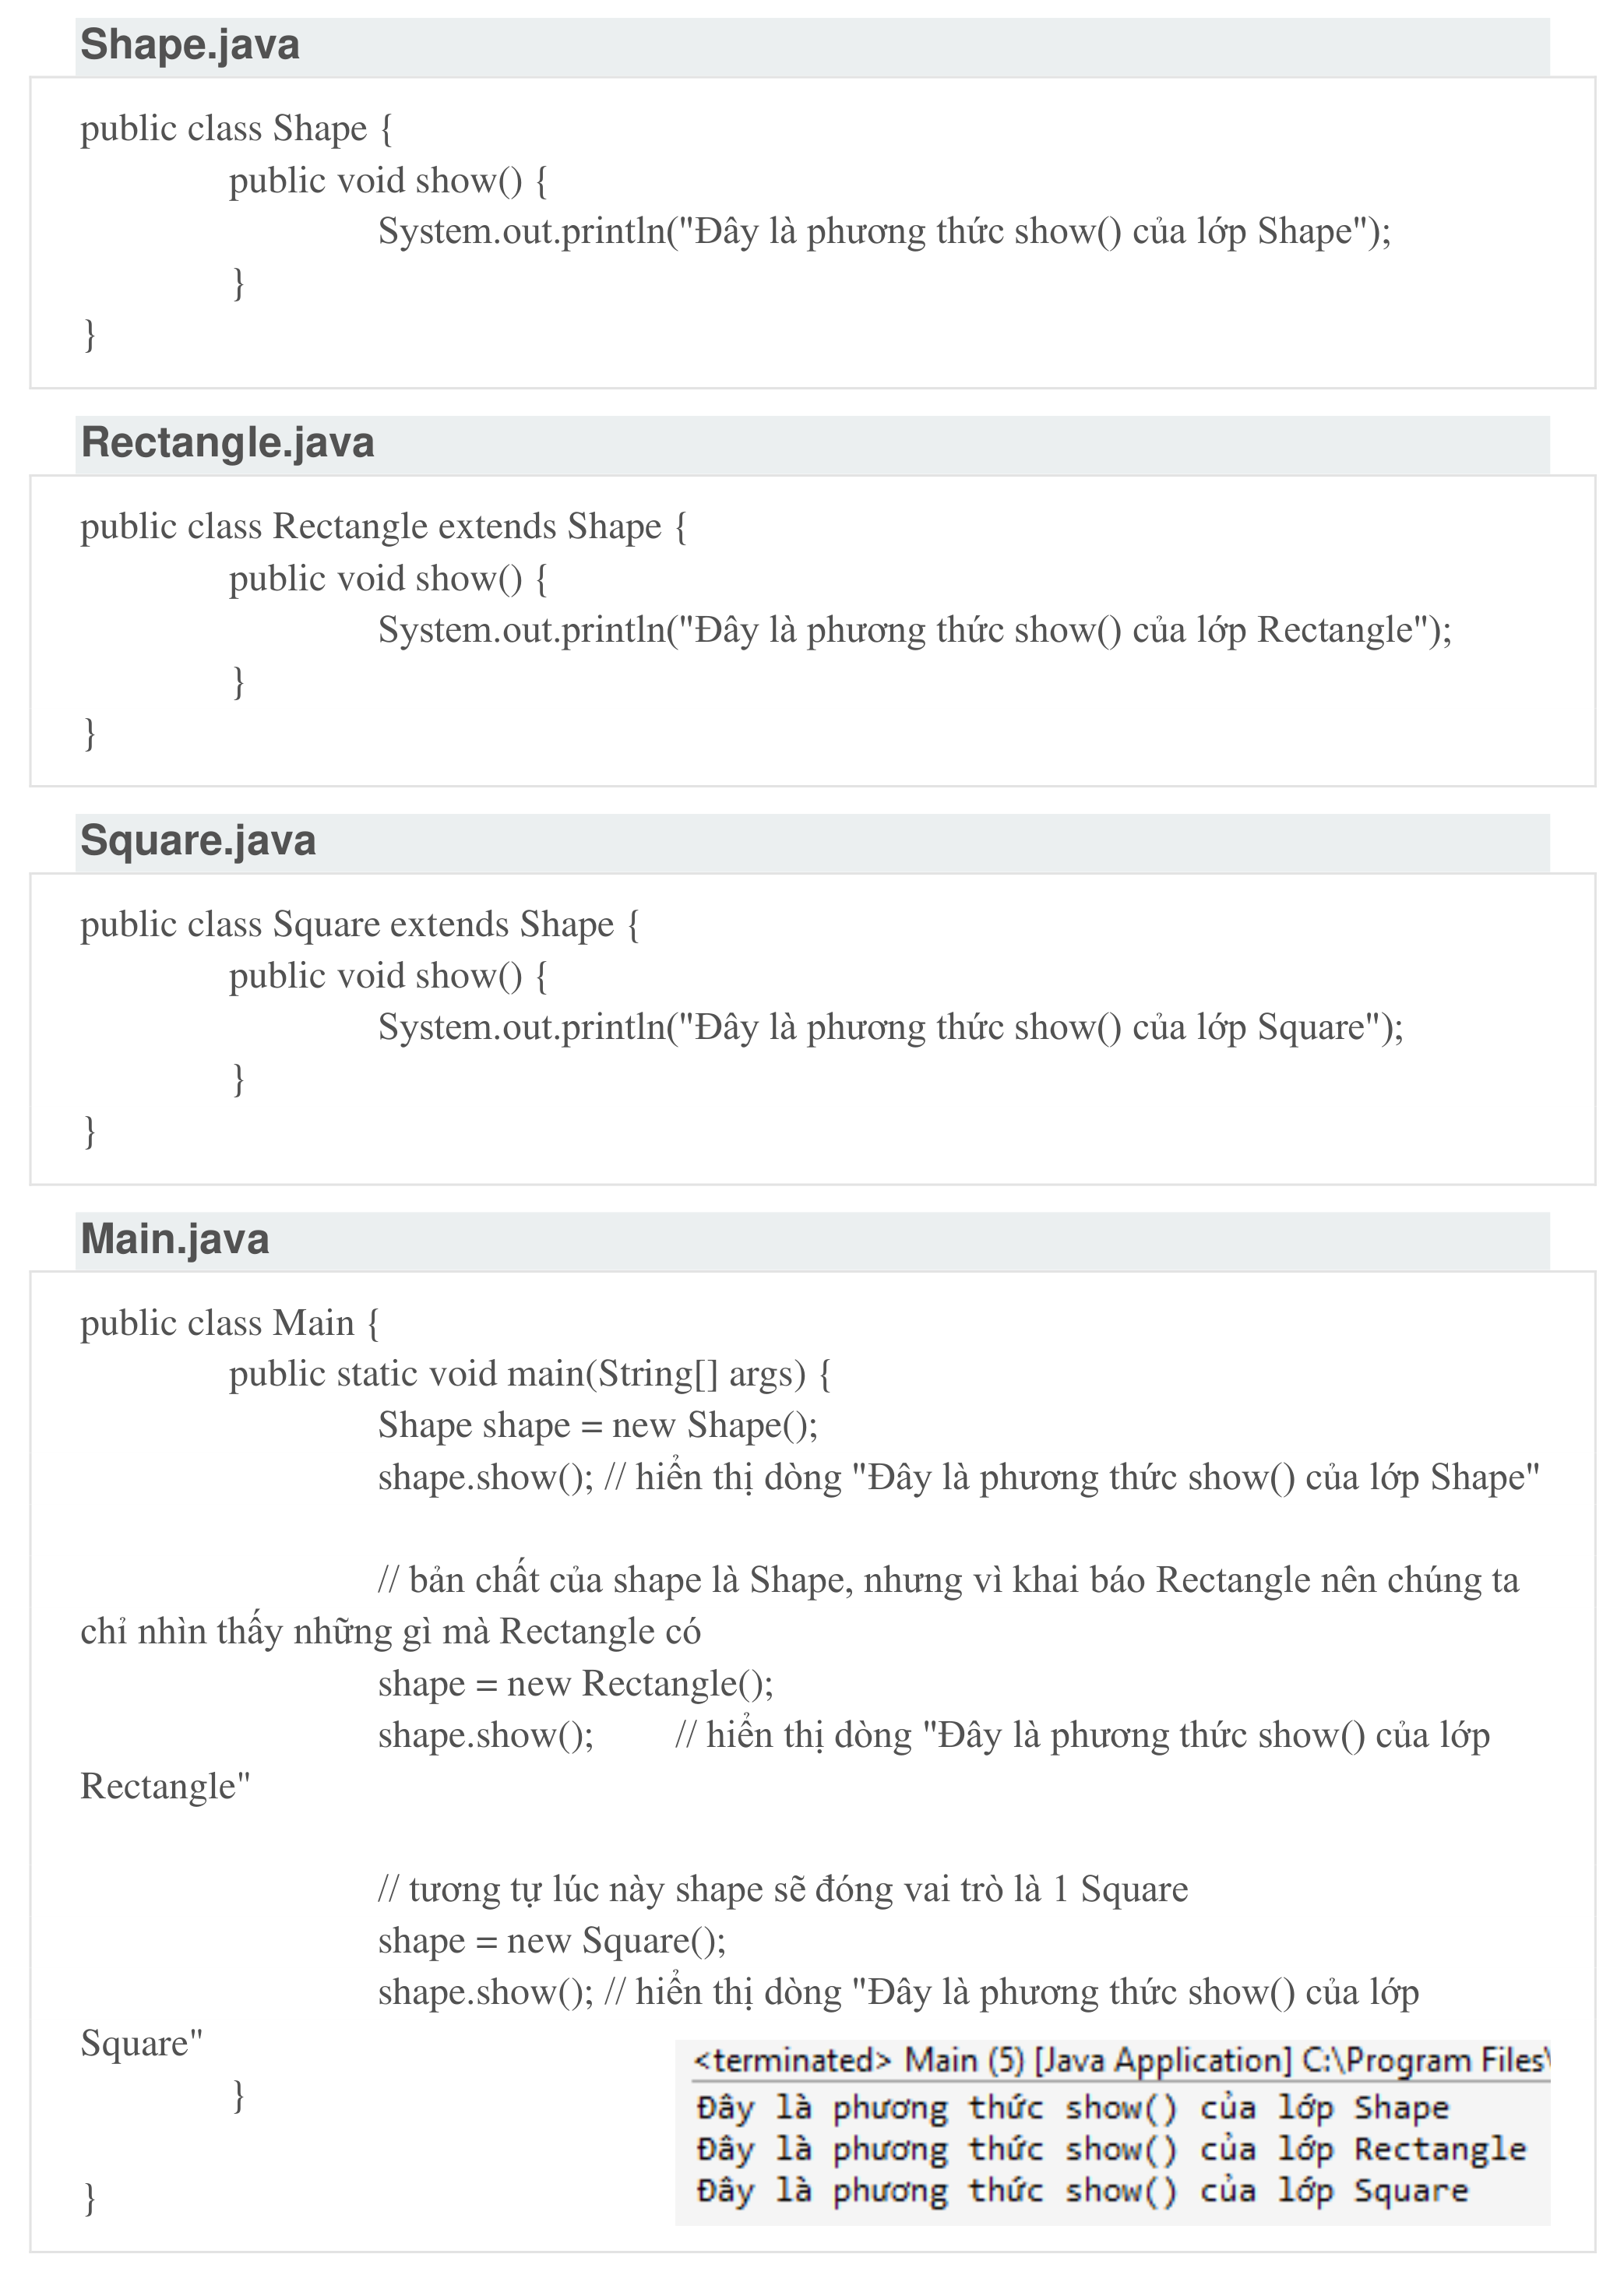 Shape.java
public class Shape {
public void show() {
System.out.println("Đây là phương thức show() của lớp Shape");
}
}
Rectangle.java
public class Rectangle extends Shape {
public void show() {
System.out.println("Đây là phương thức show() của lớp Rectangle");
}
}
Square.java
public class Square extends Shape {
public void show() {
System.out.println("Đây là phương thức show() của lớp Square");
}
}
Main.java
public class Main {
public static void main(String[] args) {
Shape shape = new Shape();
shape.show(); // hiển thị dòng "Đây là phương thức show() của lớp Shape"
// bản chất của shape là Shape, nhưng vì khai báo Rectangle nên chúng ta
chỉ nhìn thấy những gì mà Rectangle có
shape = new Rectangle();
shape.show(); // hiển thị dòng "Đây là phương thức show() của lớp
Rectangle"
// tương tự lúc này shape sẽ đóng vai trò là 1 Square
shape = new Square();
shape.show(); // hiển thị dòng "Đây là phương thức show() của lớp
Square"
}
}
<terminated> Main (5) [Java Application] C:\Program Files\
Đây là phương thức show() của lớp Shape
Đây là phương thức show() của lớp Rectangle
Đây là phương thức show() của lớp Square